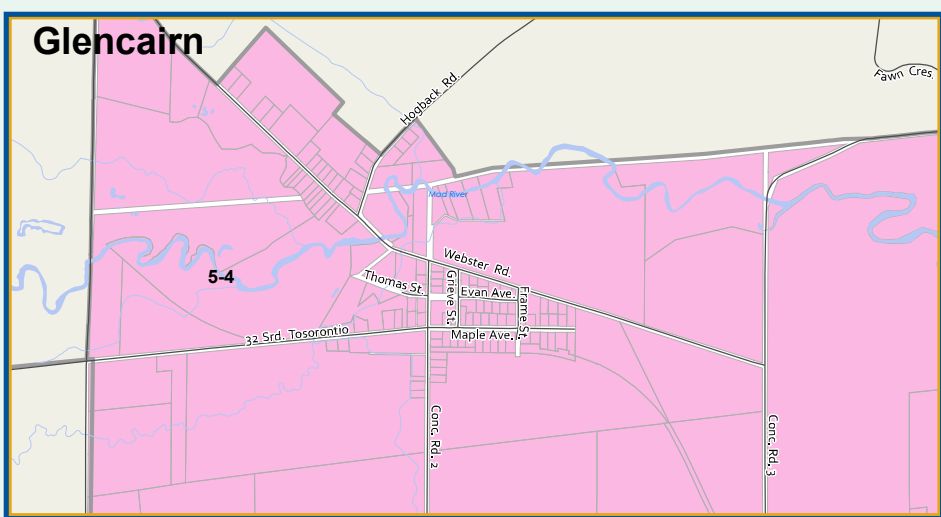 Glencairn
Fawn Cres.
Hogback Rd.
Mad River
Webster Rd.
5-4
Thomas St.
Grieve St.
Evan Ave.
Frame St.
32 Srd. Tosorontio
Maple Ave.
Conc. Rd. 2
Conc. Rd. 3